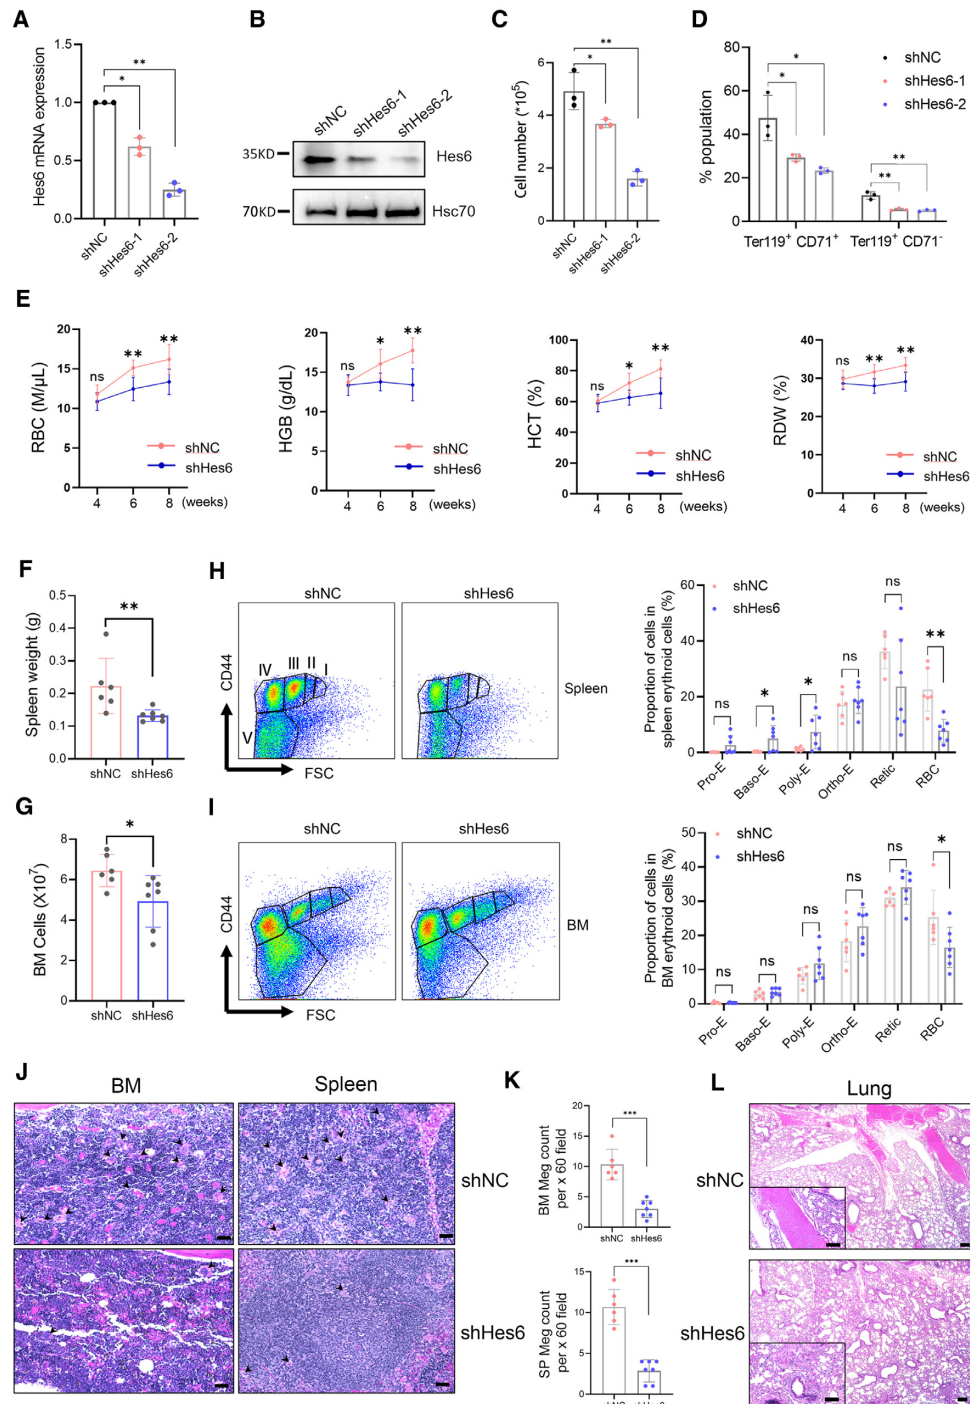 A
Hes6 mRNA expression
1.5
1.0
0.5
0.0
*
**
shNC
shHes6-1
shHes6-2
B
shNC
shHes6-1
shHes6-2
35KD
Hes6
70KD
Hsc70
C
Cell number (*10⁵)
6
4
2
0
*
**
shNC
shHes6-1
shHes6-2
D
% population
80
60
40
20
0
*
*
**
**
shNC
shHes6-1
shHes6-2
Ter119⁺ CD71⁺
Ter119⁺ CD71⁻
E
RBC (M/μL)
20
15
10
5
0
ns
**
**
shNC
shHes6
4 6 8 (weeks)
HGB (g/dL)
20
15
10
5
0
ns
*
**
shNC
shHes6
4 6 8 (weeks)
HCT (%)
100
80
60
40
20
0
ns
*
**
shNC
shHes6
4 6 8 (weeks)
RDW (%)
40
30
20
10
0
ns
**
**
shNC
shHes6
4 6 8 (weeks)
F
Spleen weight (g)
0.5
0.4
0.3
0.2
0.1
0.0
**
shNC shHes6
G
BM Cells (X10⁷)
8
6
4
2
0
*
shNC shHes6
H
shNC
shHes6
CD44
IV III II I
V
FSC
Spleen
Proportion of cells in
spleen erythroid cells (%)
60
40
20
0
shNC
shHes6
ns
*
*
ns
ns
**
Pro-E
Baso-E
Poly-E
Ortho-E
Retic
RBC
I
shNC
shHes6
CD44
FSC
BM
Proportion of cells in
BM erythroid cells (%)
50
40
30
20
10
0
shNC
shHes6
ns
ns
ns
ns
ns
*
Pro-E
Baso-E
Poly-E
Ortho-E
Retic
RBC
J
BM
Spleen
shNC
shHes6
K
BM Meg count
per x 60 field
20
15
10
5
0
***
shNC shHes6
SP Meg count
per x 60 field
15
10
5
0
***
shNC shHes6
L
Lung
shNC
shHes6